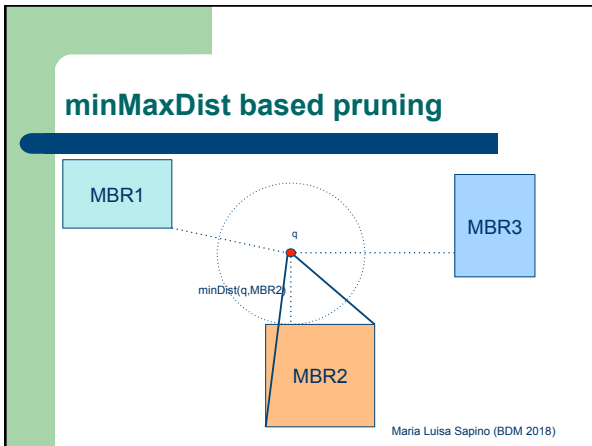 minMaxDist based pruning
MBR1
q
MBR3
minDist(q,MBR2)
MBR2
Maria Luisa Sapino (BDM 2018)